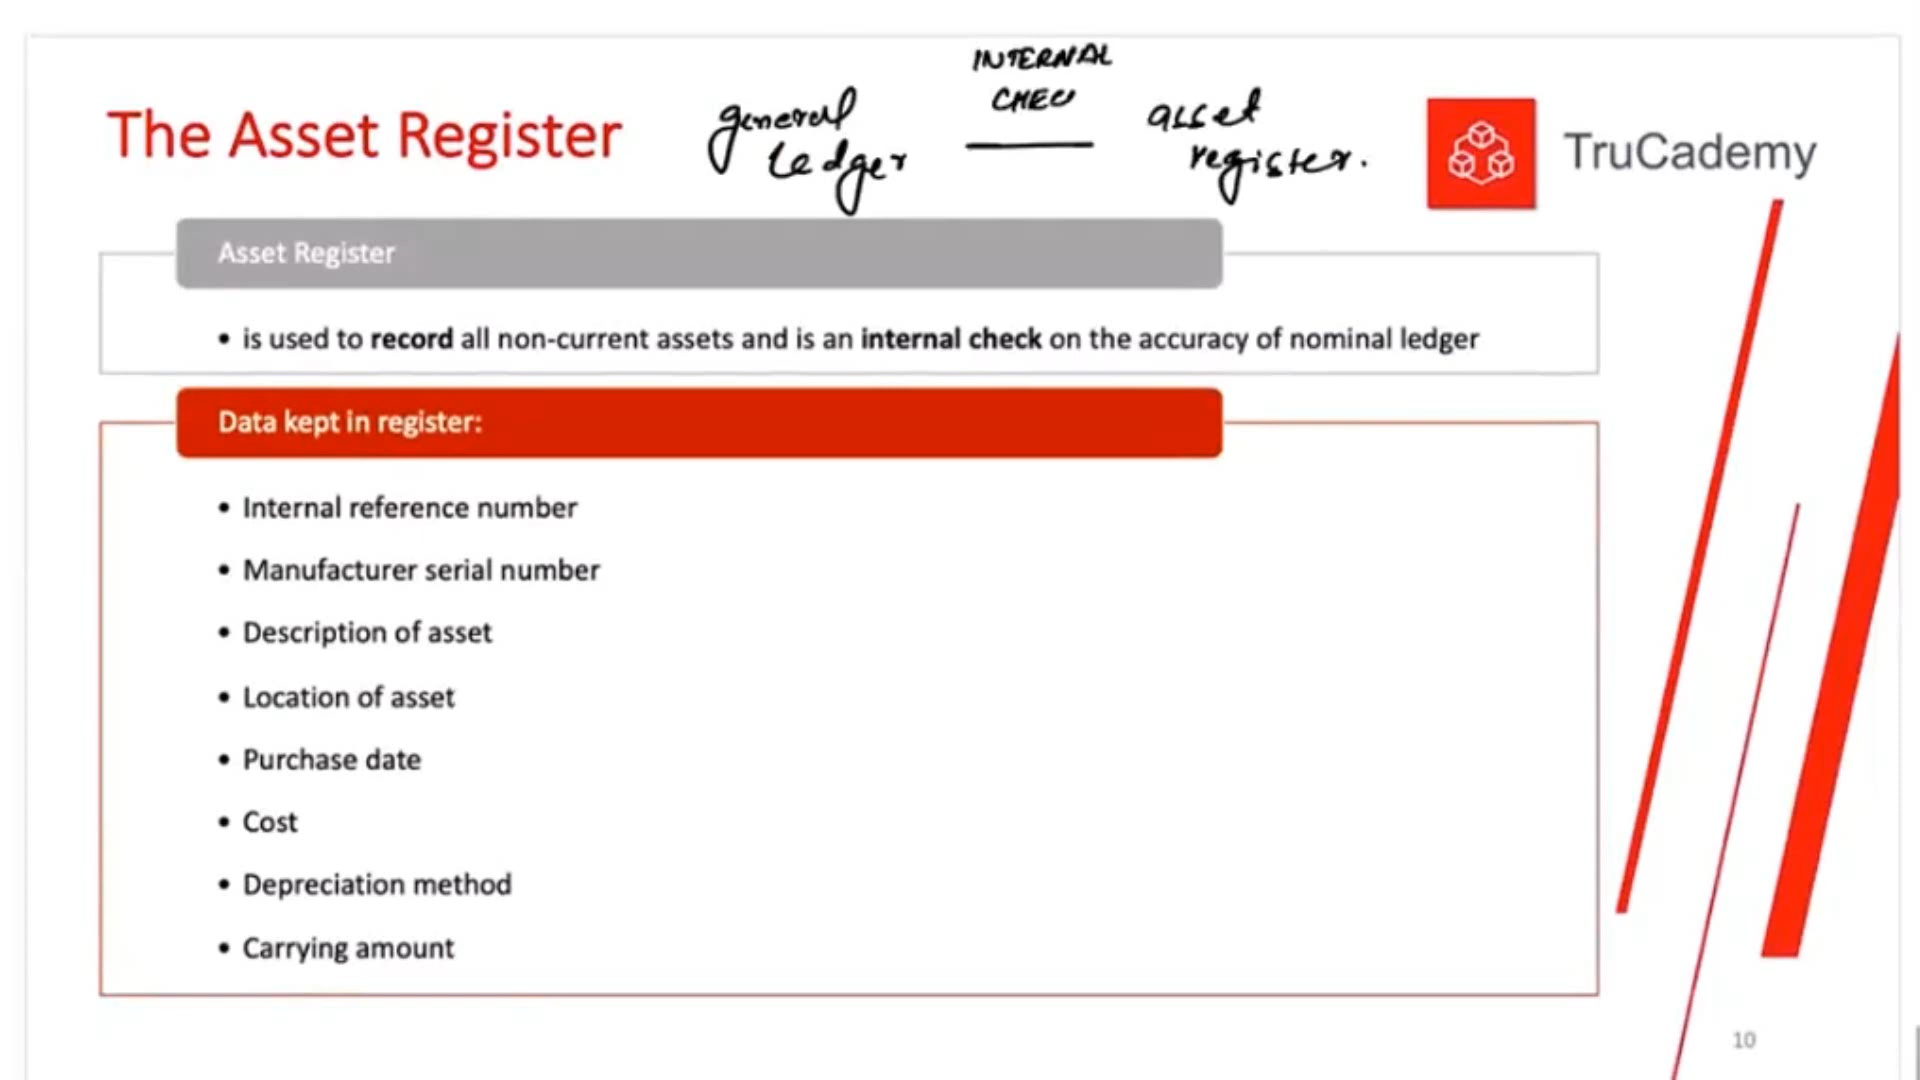 The Asset Register
general
ledger
INTERNAL
CHEC
asset
register.
TruCademy
Asset Register
• is used to record all non-current assets and is an internal check on the accuracy of nominal ledger
Data kept in register:
• Internal reference number
• Manufacturer serial number
• Description of asset
• Location of asset
• Purchase date
• Cost
• Depreciation method
• Carrying amount
10